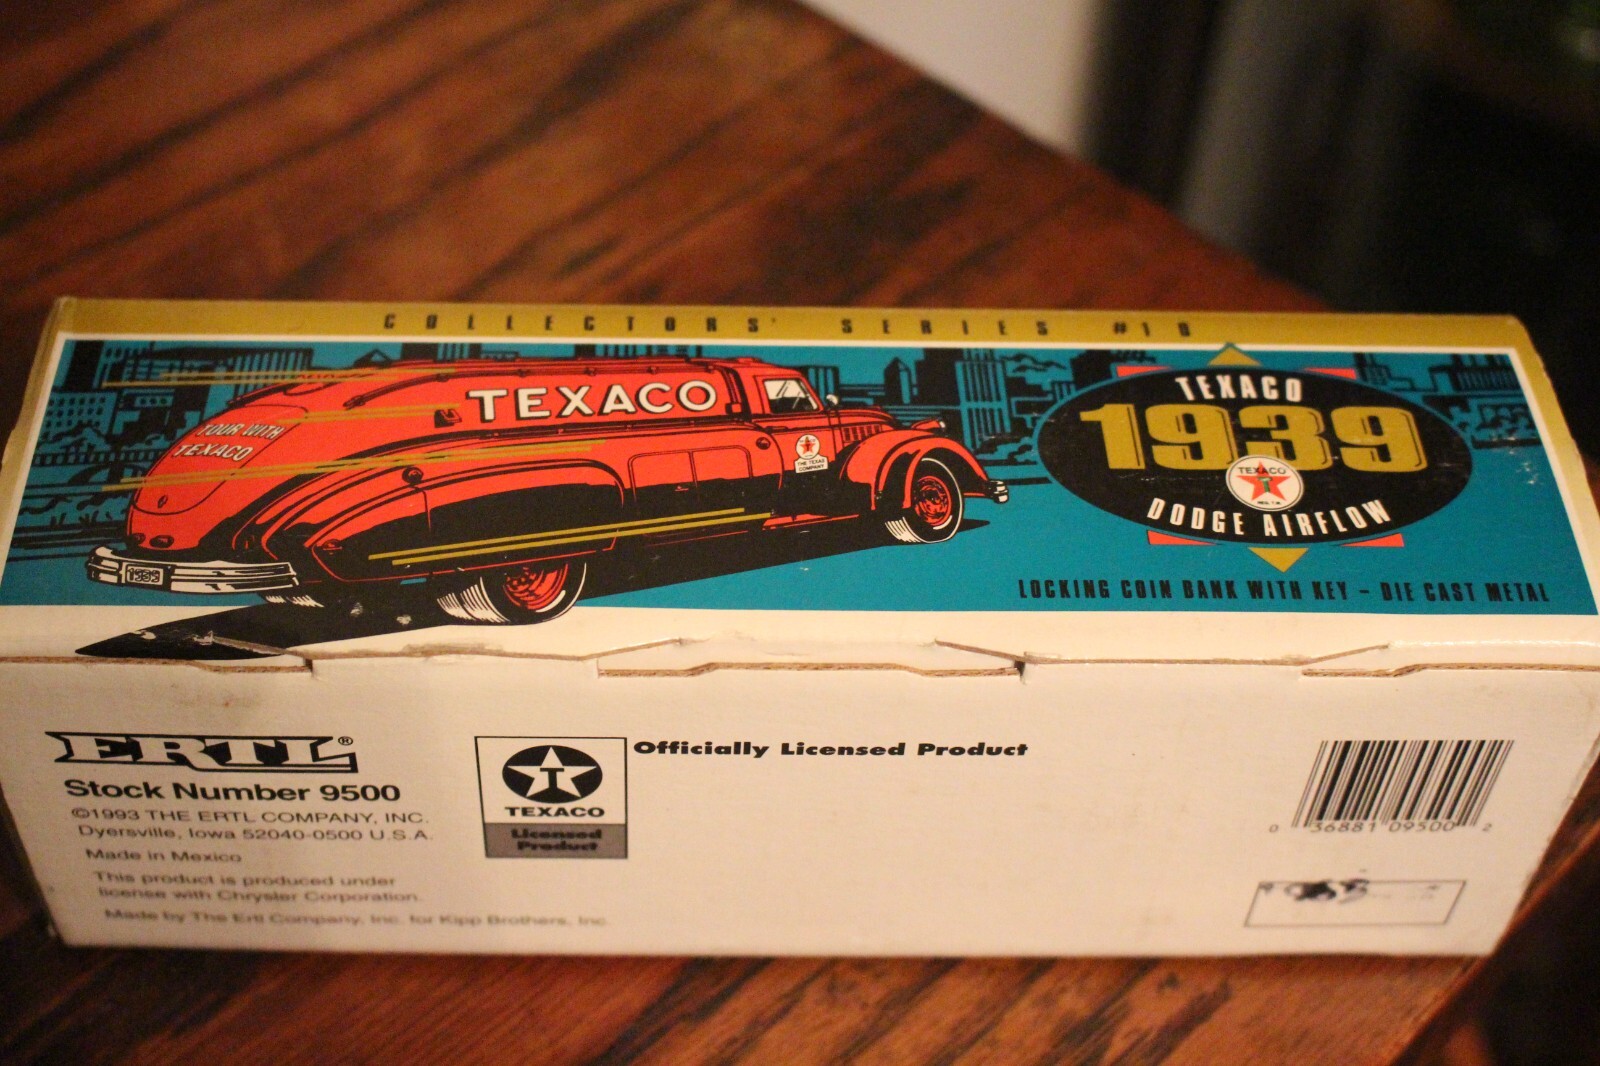 COLLECTORS' SERIES #10
TEXACO
TOUR WITH
TEXACO
THE TEXAS
COMPANY
1939
TEXACO
1939
TEXACO
T
REG. T.M.
DODGE AIRFLOW
LOCKING COIN BANK WITH KEY - DIE CAST METAL
ERTL®
Stock Number 9500
©1993 THE ERTL COMPANY, INC.
Dyersville, Iowa 52040-0500 U.S.A.
Made in Mexico
This product is produced under
license with Chrysler Corporation.
Made by The Ertl Company, Inc. for Kipp Brothers, Inc.
T
TEXACO
Licensed
Product
Officially Licensed Product
0 36881 09500 2